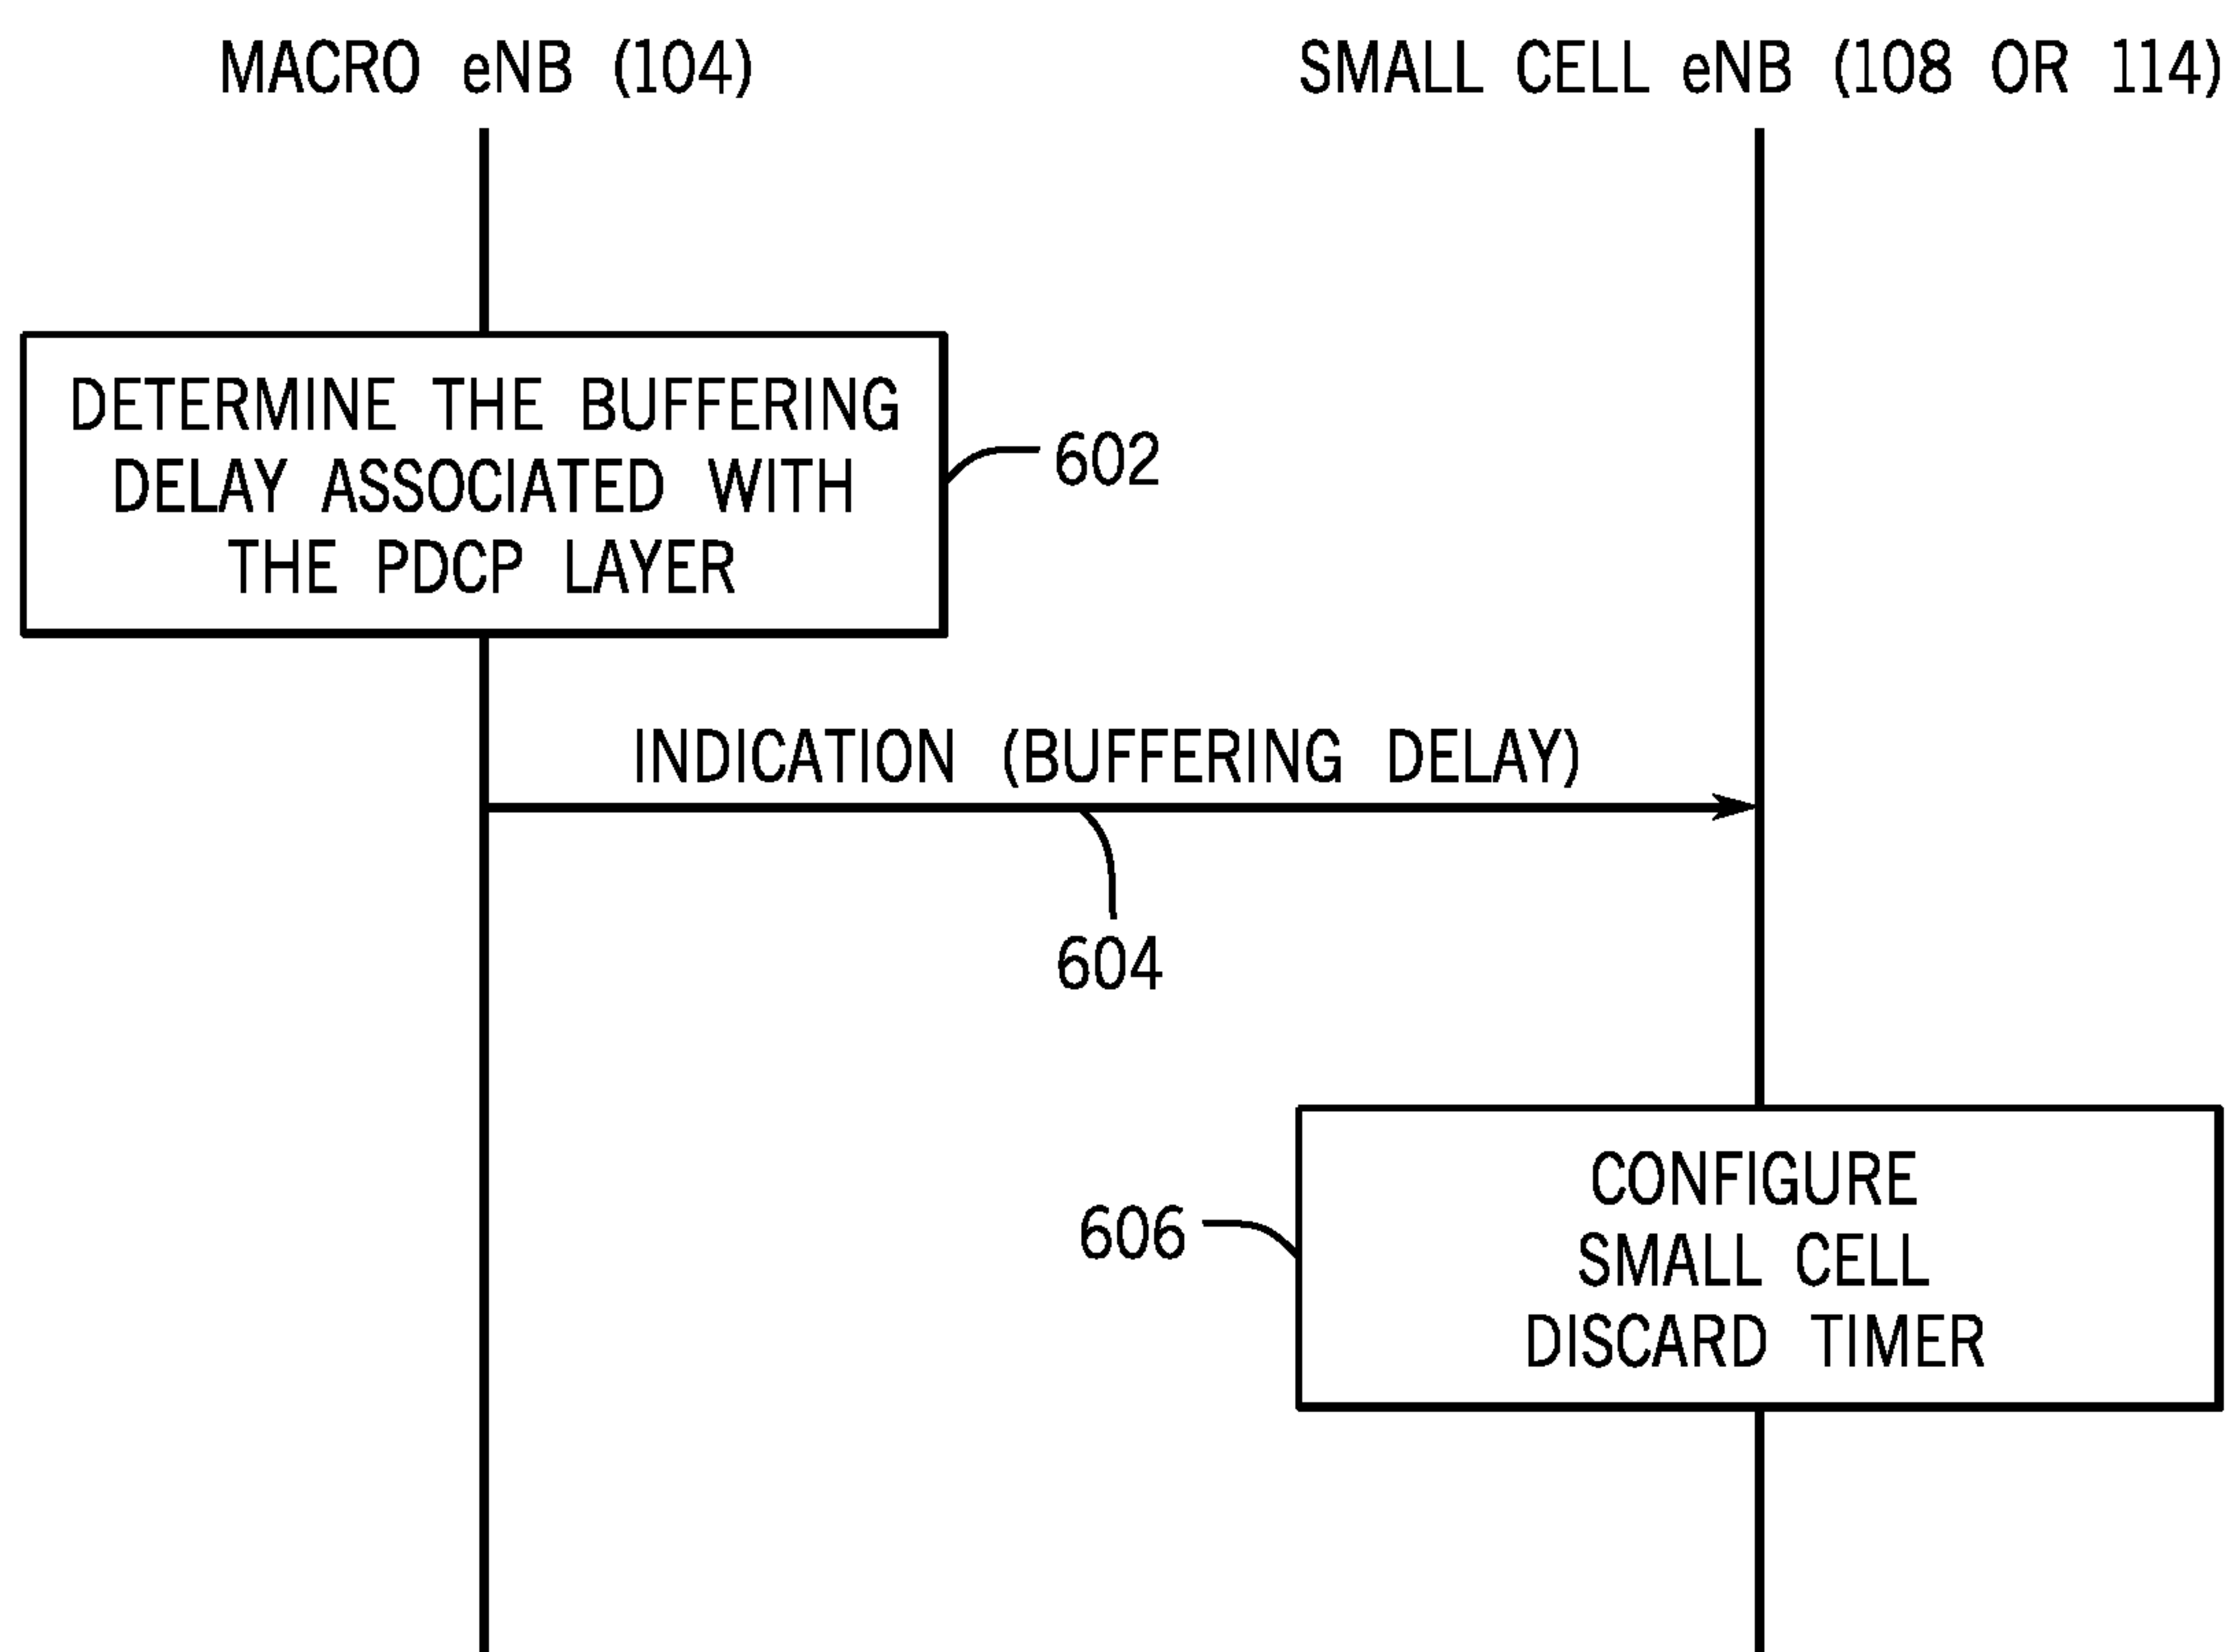 MACRO eNB (104)
SMALL CELL eNB (108 OR 114)
DETERMINE THE BUFFERING
DELAY ASSOCIATED WITH
THE PDCP LAYER
602
INDICATION (BUFFERING DELAY)
604
606
CONFIGURE
SMALL CELL
DISCARD TIMER